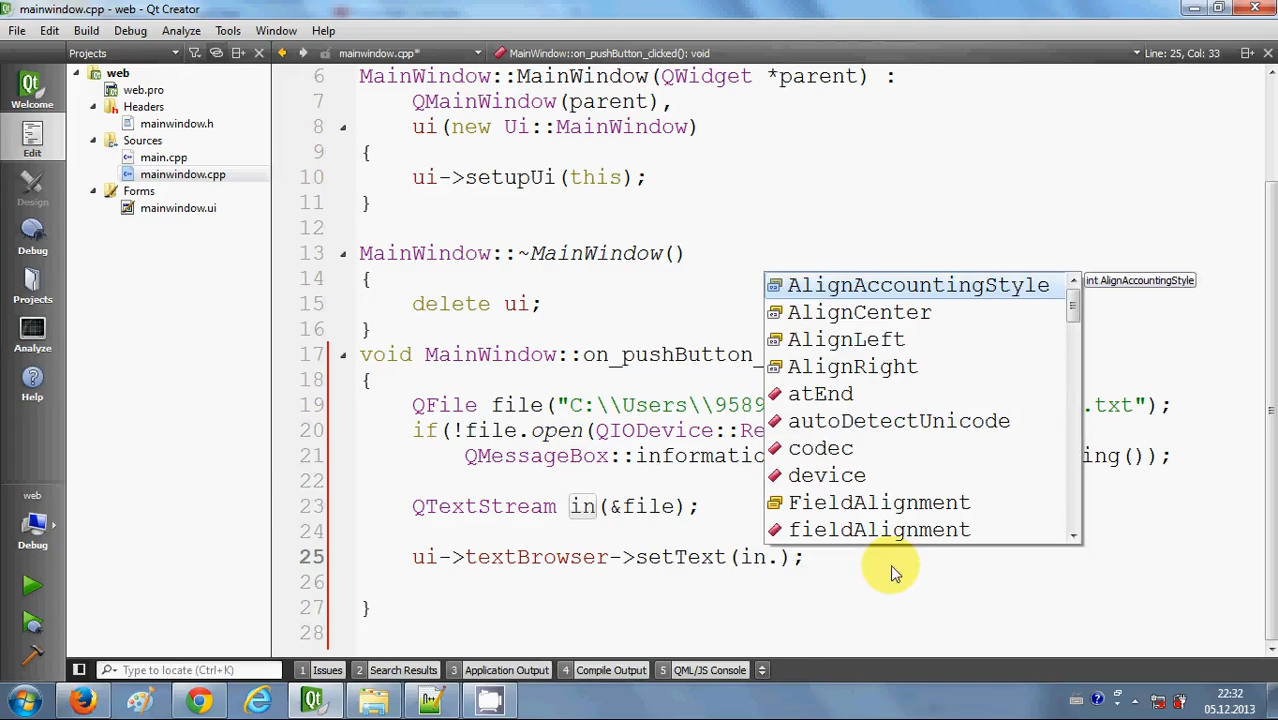 mainwindow.cpp - web - Qt Creator
File Edit Build Debug Analyze Tools Window Help
Projects mainwindow.cpp* MainWindow::on_pushButton_clicked(): void Line: 25, Col: 33
Welcome
Edit
Design
Debug
Projects
Analyze
Help
web
Debug
web
web.pro
Headers
mainwindow.h
Sources
main.cpp
mainwindow.cpp
Forms
mainwindow.ui
6 MainWindow::MainWindow(QWidget *parent) :
7 QMainWindow(parent),
8 ui(new Ui::MainWindow)
9 {
10 ui->setupUi(this);
11 }
12
13 MainWindow::~MainWindow()
14 {
15 delete ui;
16 }
17 void MainWindow::on_pushButton_
18 {
19 QFile file("C:\\Users\\9589 .txt");
20 if(!file.open(QIODevice::Re
21 QMessageBox::informatio ing());
22
23 QTextStream in(&file);
24
25 ui->textBrowser->setText(in.);
26
27 }
28
AlignAccountingStyle int AlignAccountingStyle
AlignCenter
AlignLeft
AlignRight
atEnd
autoDetectUnicode
codec
device
FieldAlignment
fieldAlignment
Type to locate (Ctrl+K) 1 Issues 2 Search Results 3 Application Output 4 Compile Output 5 QML/JS Console
22:32
05.12.2013